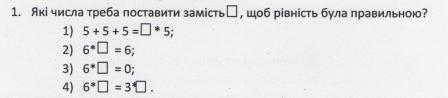 1. Які числа треба поставити замість □, щоб рівність була правильною?
1) 5 + 5 + 5 = □ * 5;
2) 6*□ = 6;
3) 6*□ = 0;
4) 6*□ = 3*□.